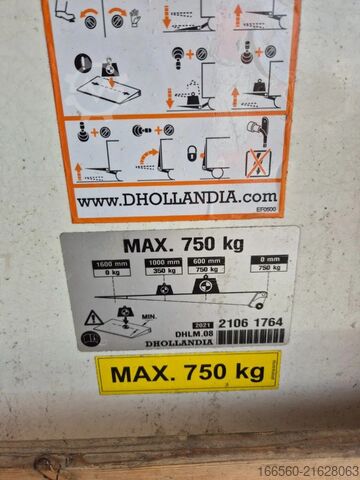 www.DHOLLANDIA.com
EF0500
MAX. 750 kg
1600 mm 1000 mm 600 mm 0 mm
0 kg 350 kg 750 kg 750 kg
MIN.
2021 2106 1764
DHLM.08
DHOLLANDIA
MAX. 750 kg
166560-21628063